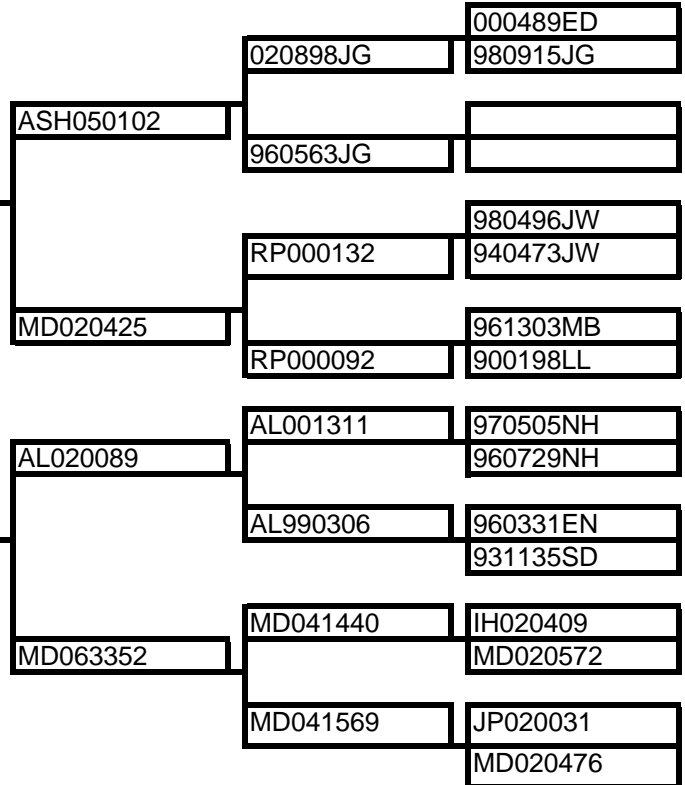 000489ED
020898JG
980915JG
ASH050102
960563JG
980496JW
RP000132
940473JW
MD020425
961303MB
RP000092
900198LL
AL001311
970505NH
AL020089
960729NH
AL990306
960331EN
931135SD
MD041440
IH020409
MD063352
MD020572
MD041569
JP020031
MD020476